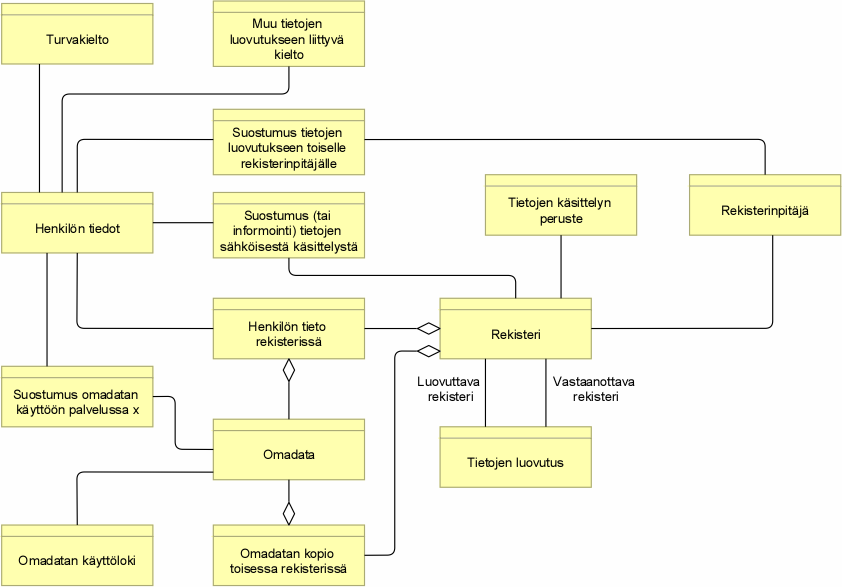 Turvakielto
Muu tietojen
luovutukseen liittyvä
kielto
Suostumus tietojen
luovutukseen toiselle
rekisterinpitäjälle
Henkilön tiedot
Suostumus (tai
informointi) tietojen
sähköisestä käsittelystä
Tietojen käsittelyn
peruste
Rekisterinpitäjä
Henkilön tieto
rekisterissä
Rekisteri
Suostumus omadatan
käyttöön palvelussa x
Luovuttava
rekisteri
Vastaanottava
rekisteri
Omadata
Tietojen luovutus
Omadatan käyttöloki
Omadatan kopio
toisessa rekisterissä